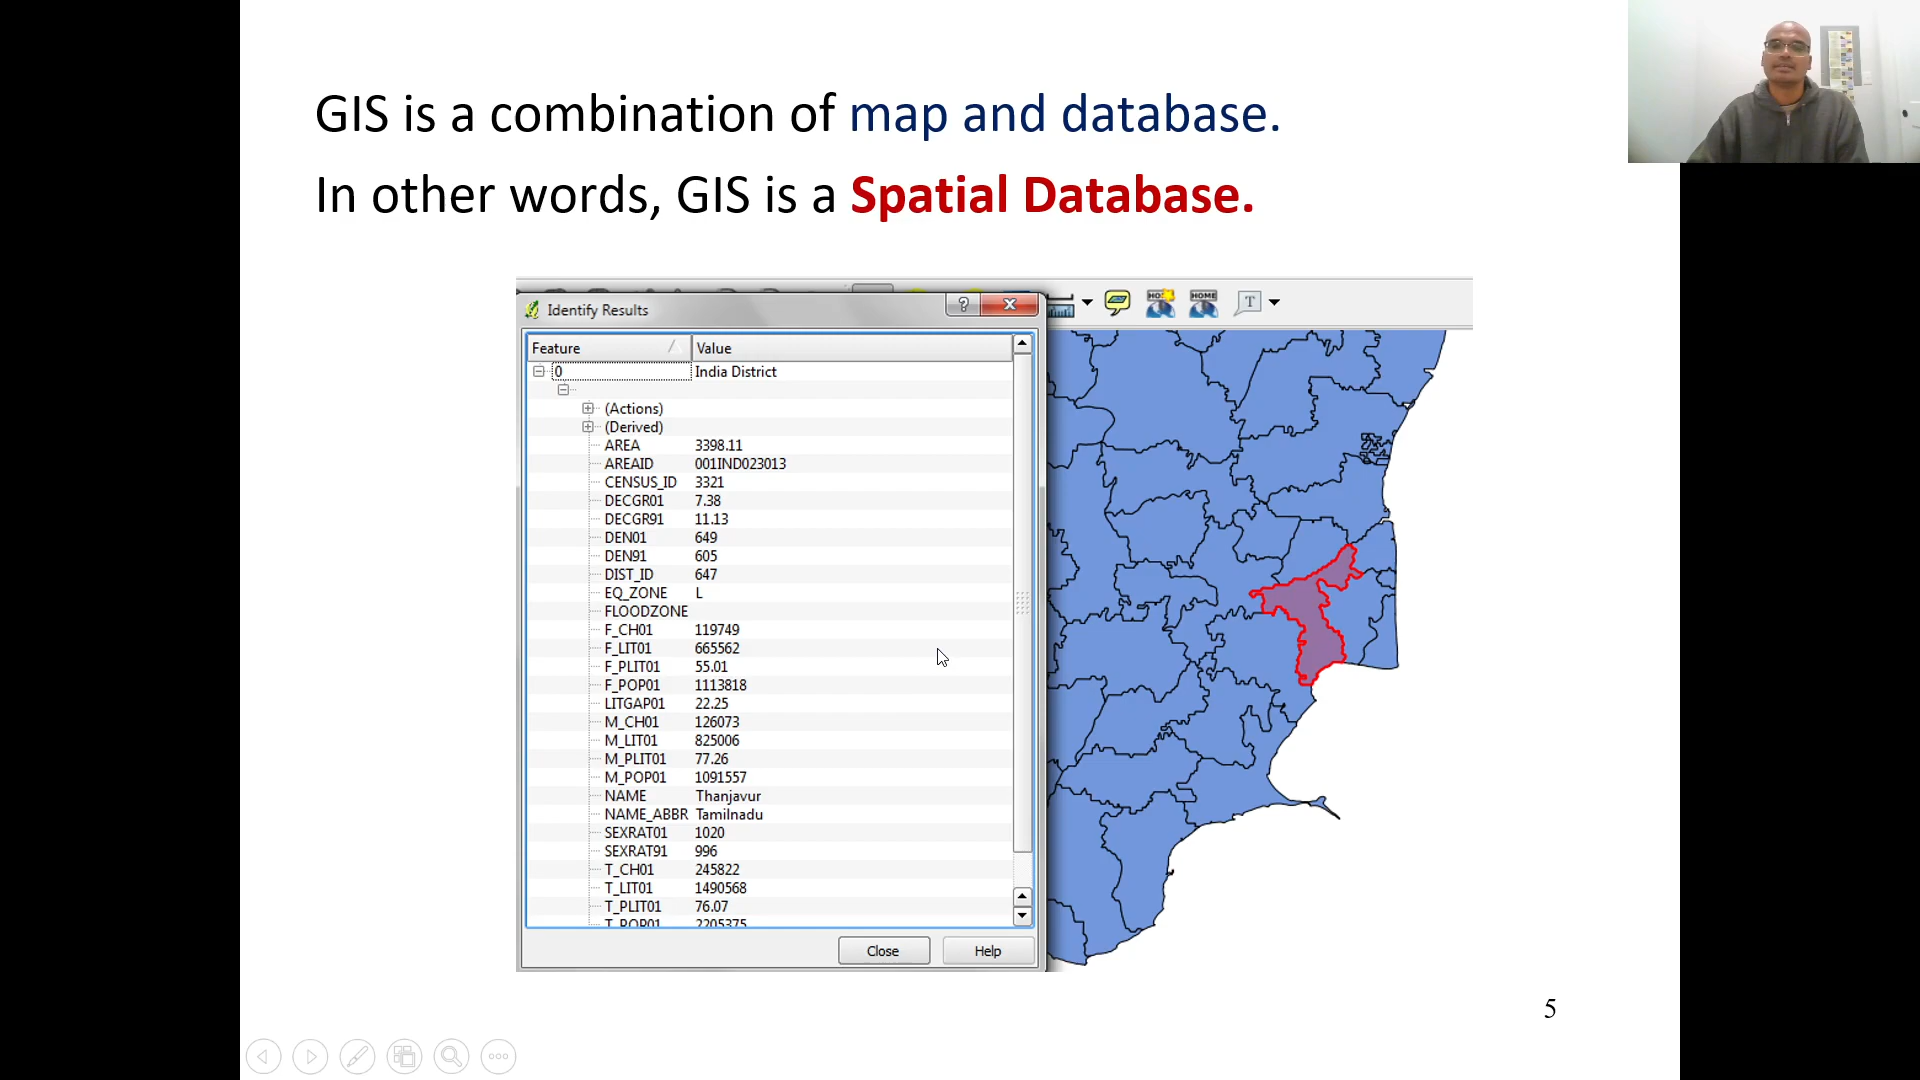 GIS is a combination of map and database.
In other words, GIS is a Spatial Database.
Identify Results
?
Feature Value
0 India District
(Actions)
(Derived)
AREA 3398.11
AREAID 001IND023013
CENSUS_ID 3321
DECGR01 7.38
DECGR91 11.13
DEN01 649
DEN91 605
DIST_ID 647
EQ_ZONE L
FLOODZONE
F_CH01 119749
F_LIT01 665562
F_PLIT01 55.01
F_POP01 1113818
LITGAP01 22.25
M_CH01 126073
M_LIT01 825006
M_PLIT01 77.26
M_POP01 1091557
NAME Thanjavur
NAME_ABBR Tamilnadu
SEXRAT01 1020
SEXRAT91 996
T_CH01 245822
T_LIT01 1490568
T_PLIT01 76.07
T_POP01 2205375
Close Help
HOME
T
5